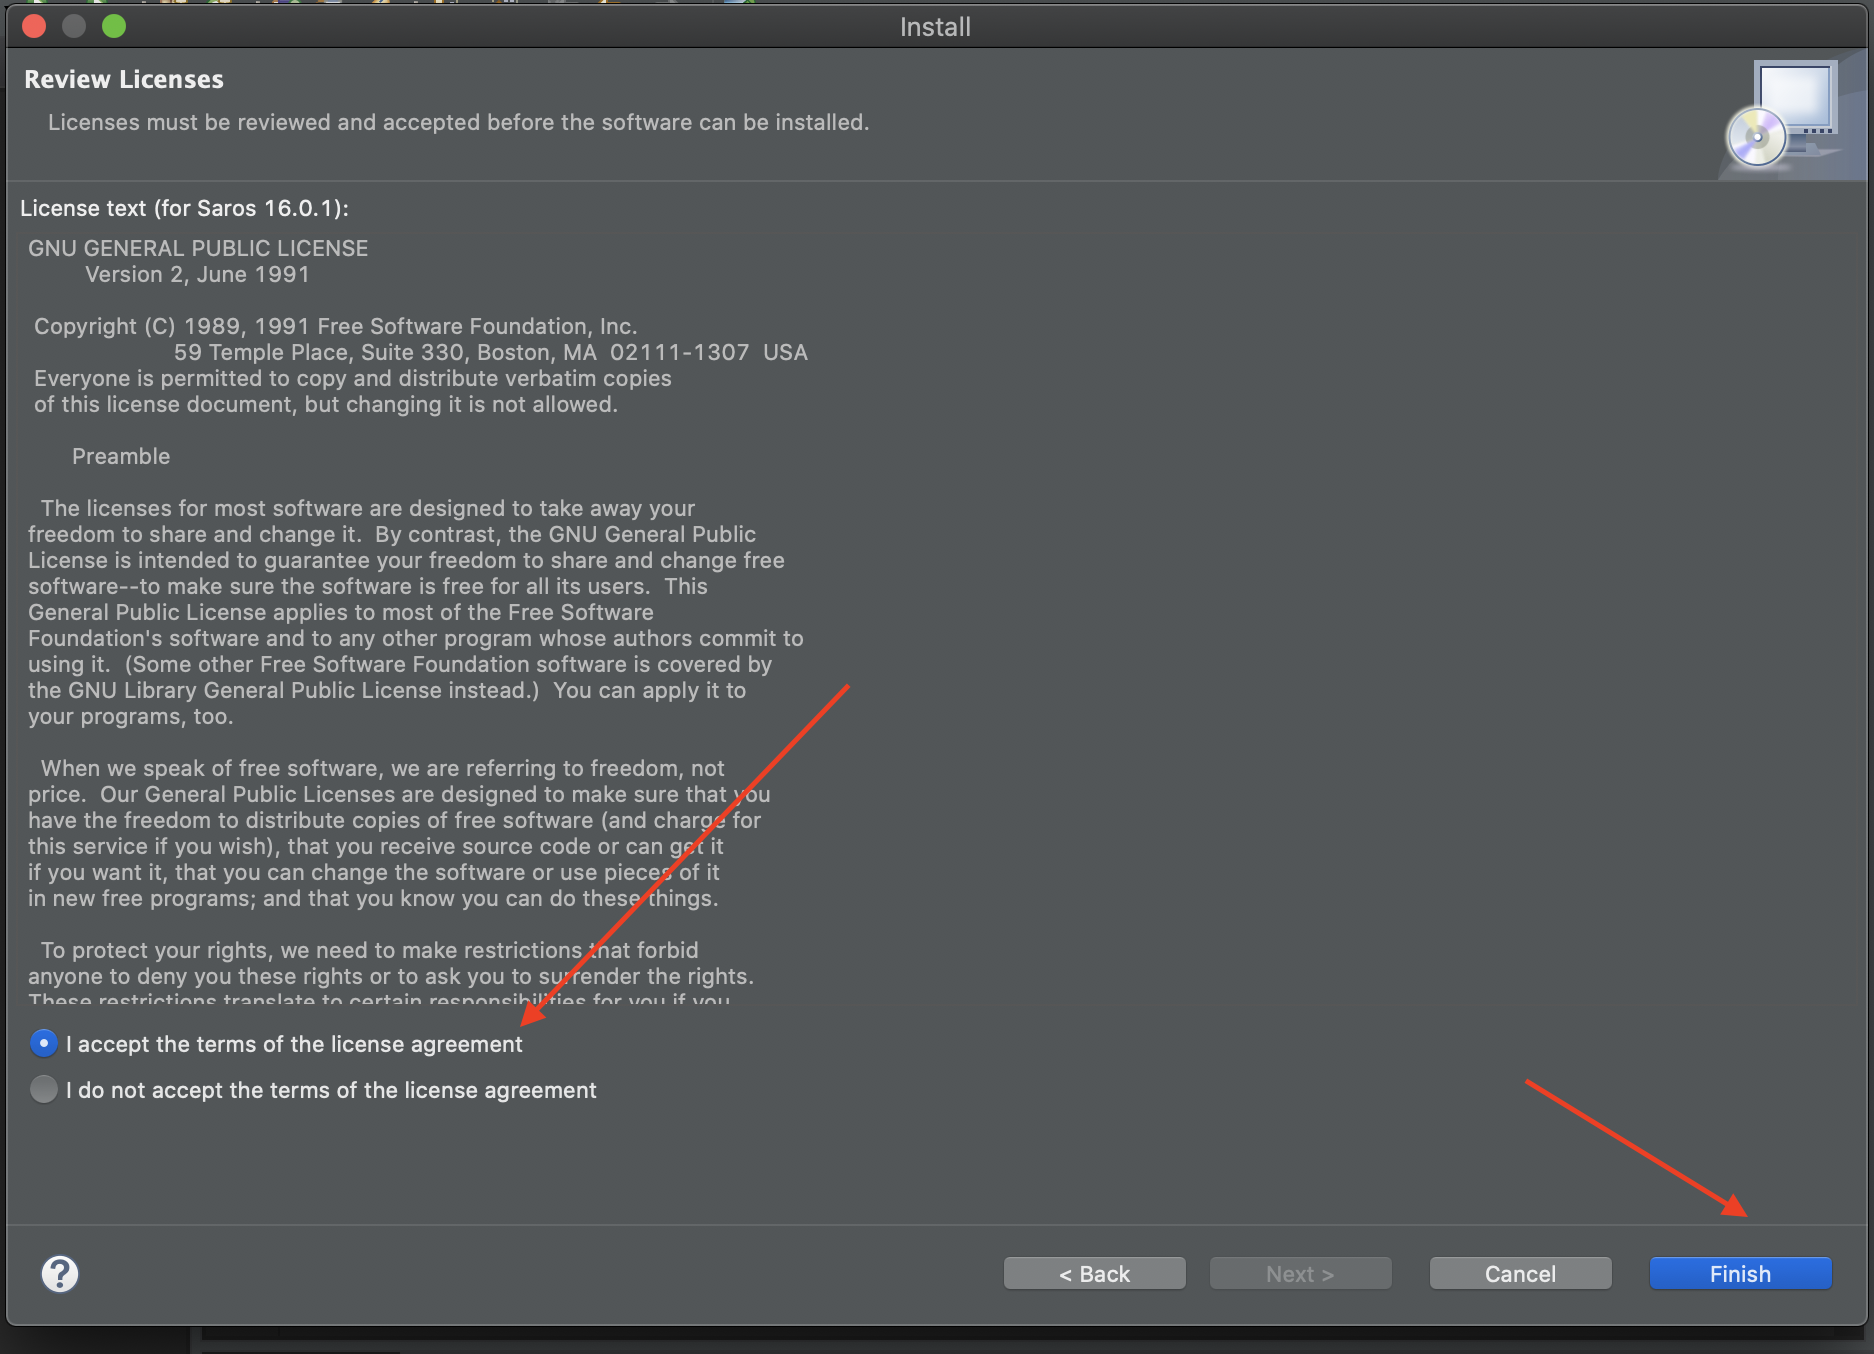 Install
Review Licenses
Licenses must be reviewed and accepted before the software can be installed.
License text (for Saros 16.0.1):
GNU GENERAL PUBLIC LICENSE
Version 2, June 1991
Copyright (C) 1989, 1991 Free Software Foundation, Inc.
59 Temple Place, Suite 330, Boston, MA  02111-1307  USA
Everyone is permitted to copy and distribute verbatim copies
of this license document, but changing it is not allowed.
Preamble
The licenses for most software are designed to take away your
freedom to share and change it.  By contrast, the GNU General Public
License is intended to guarantee your freedom to share and change free
software--to make sure the software is free for all its users.  This
General Public License applies to most of the Free Software
Foundation's software and to any other program whose authors commit to
using it.  (Some other Free Software Foundation software is covered by
the GNU Library General Public License instead.)  You can apply it to
your programs, too.
When we speak of free software, we are referring to freedom, not
price.  Our General Public Licenses are designed to make sure that you
have the freedom to distribute copies of free software (and charge for
this service if you wish), that you receive source code or can get it
if you want it, that you can change the software or use pieces of it
in new free programs; and that you know you can do these things.
To protect your rights, we need to make restrictions that forbid
anyone to deny you these rights or to ask you to surrender the rights.
These restrictions translate to certain responsibilities for you if you
I accept the terms of the license agreement
I do not accept the terms of the license agreement
?
< Back
Next >
Cancel
Finish